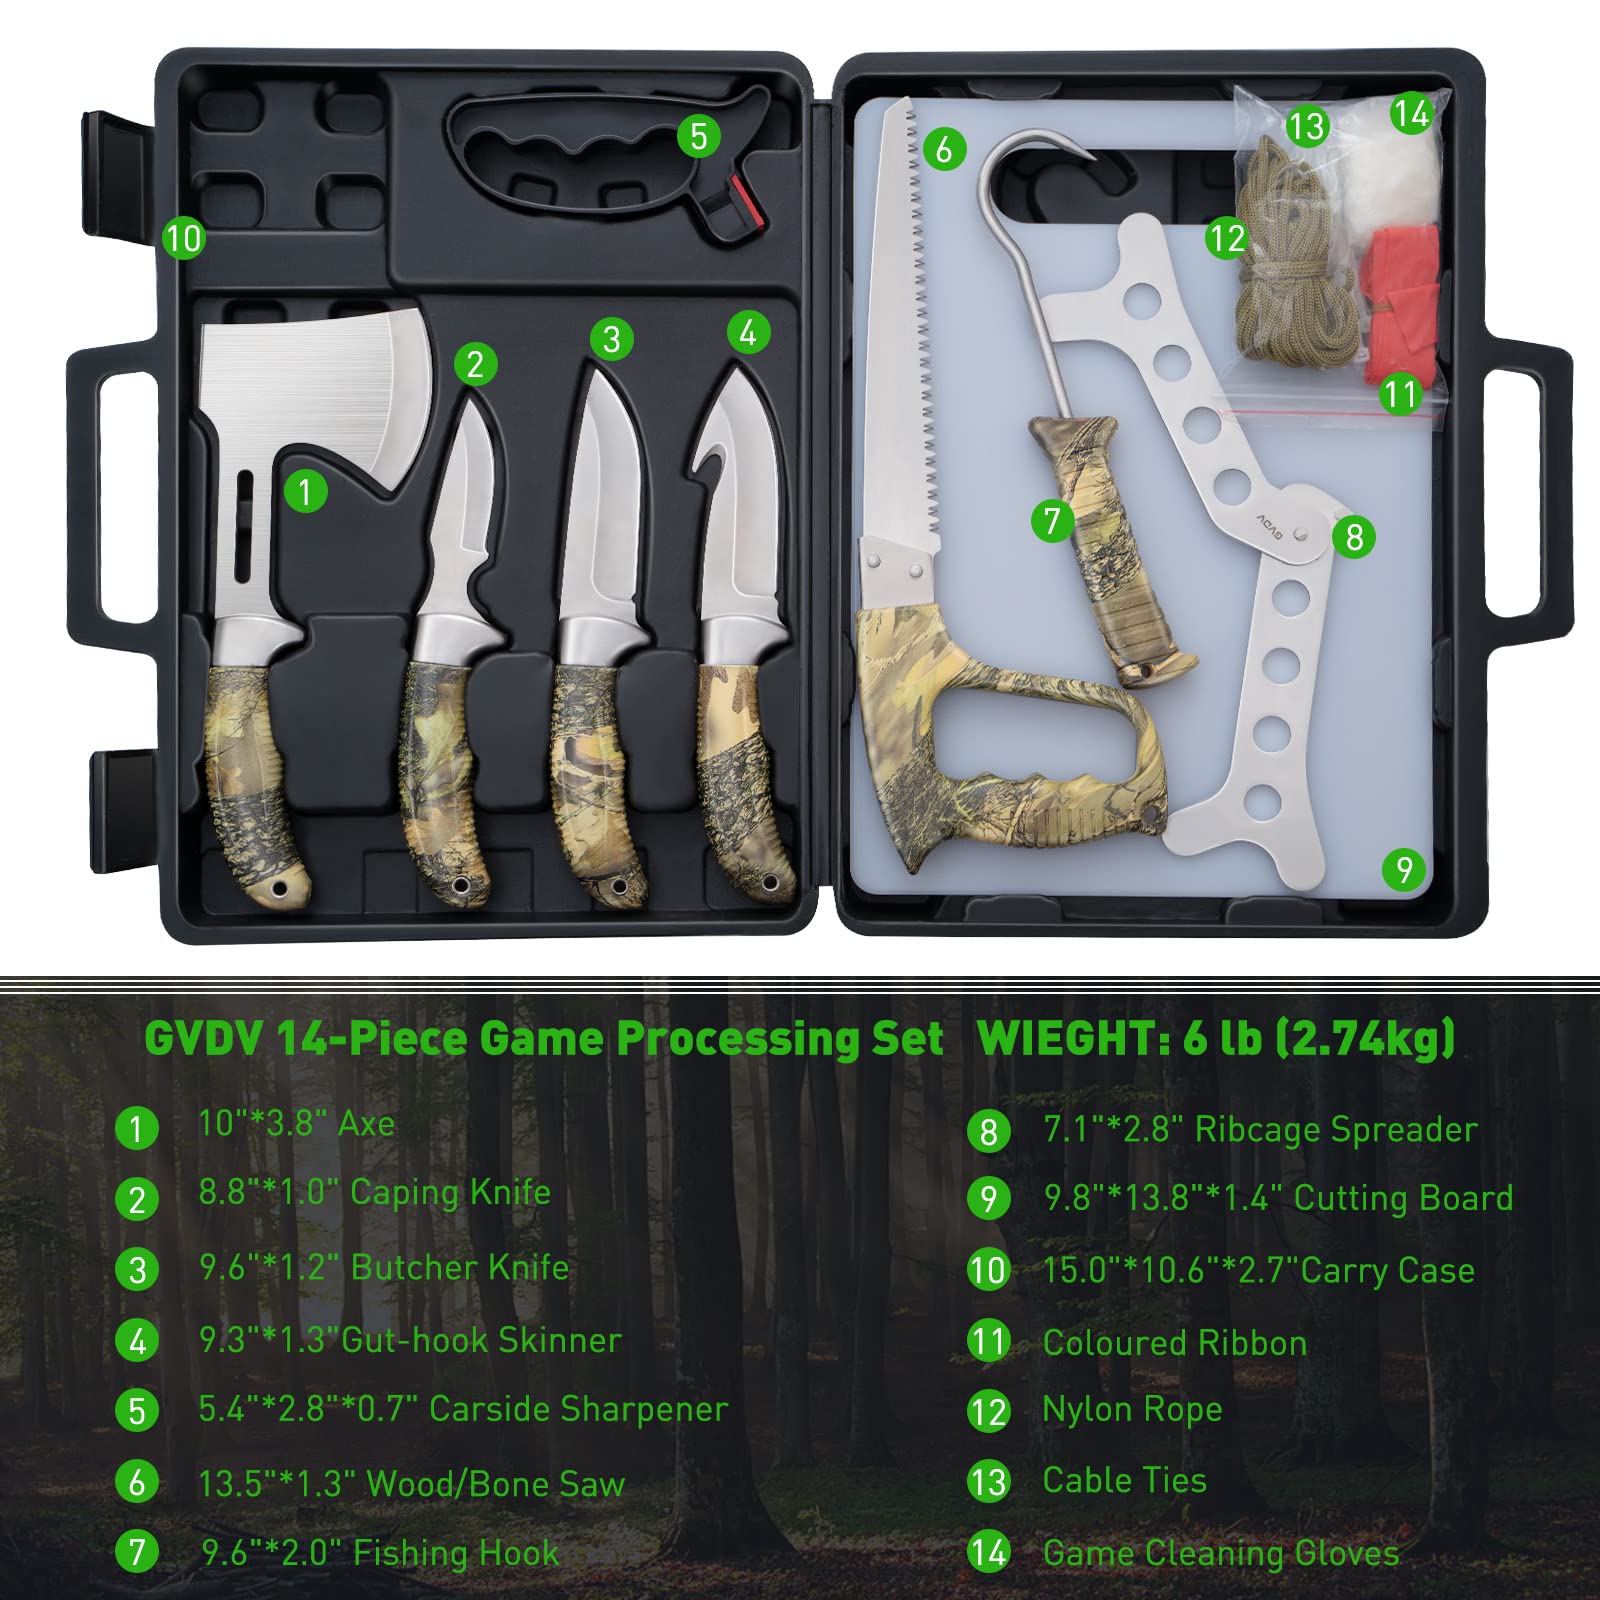 5
6
13
14
10
12
4
3
2
11
1
7
GVDV
8
9
GVDV 14-Piece Game Processing Set WIEGHT: 6 lb (2.74kg)
1 10"*3.8" Axe
2 8.8"*1.0" Caping Knife
3 9.6"*1.2" Butcher Knife
4 9.3"*1.3"Gut-hook Skinner
5 5.4"*2.8"*0.7" Carside Sharpener
6 13.5"*1.3" Wood/Bone Saw
7 9.6"*2.0" Fishing Hook
8 7.1"*2.8" Ribcage Spreader
9 9.8"*13.8"*1.4" Cutting Board
10 15.0"*10.6"*2.7"Carry Case
11 Coloured Ribbon
12 Nylon Rope
13 Cable Ties
14 Game Cleaning Gloves